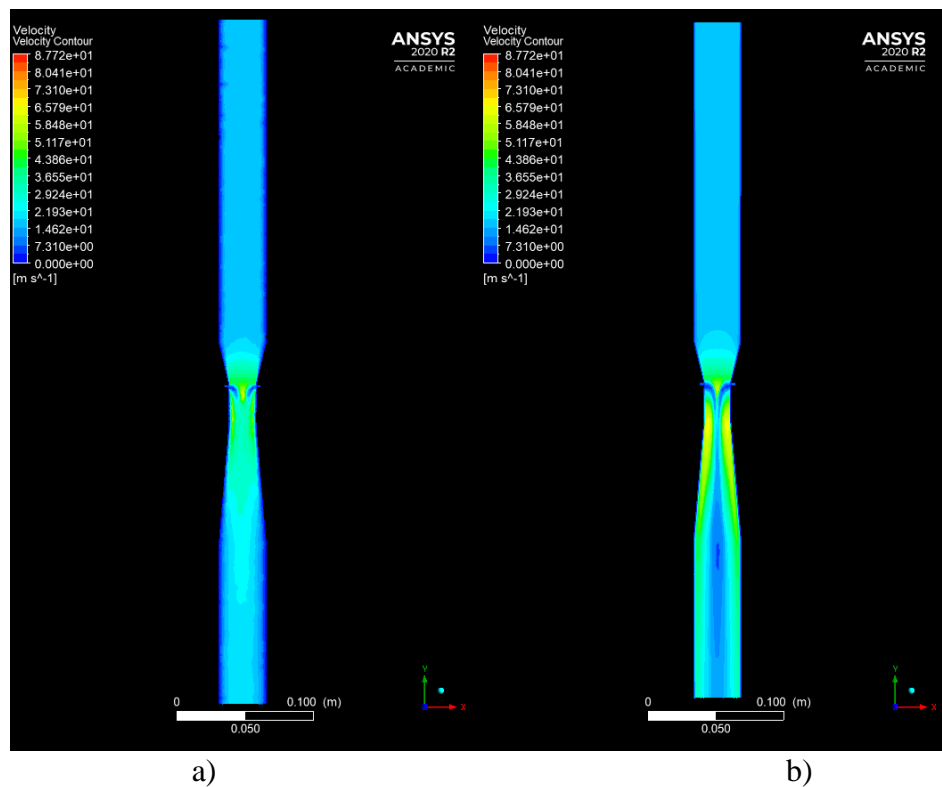 Velocity
Velocity Contour
8.772e+01
8.041e+01
7.310e+01
6.579e+01
5.848e+01
5.117e+01
4.386e+01
3.655e+01
2.924e+01
2.193e+01
1.462e+01
7.310e+00
0.000e+00
[m s^-1]
ANSYS
2020 R2
ACADEMIC
0 0.100 (m)
0.050
Y
X
a)
Velocity
Velocity Contour
8.772e+01
8.041e+01
7.310e+01
6.579e+01
5.848e+01
5.117e+01
4.386e+01
3.655e+01
2.924e+01
2.193e+01
1.462e+01
7.310e+00
0.000e+00
[m s^-1]
ANSYS
2020 R2
ACADEMIC
0 0.100 (m)
0.050
Y
X
b)